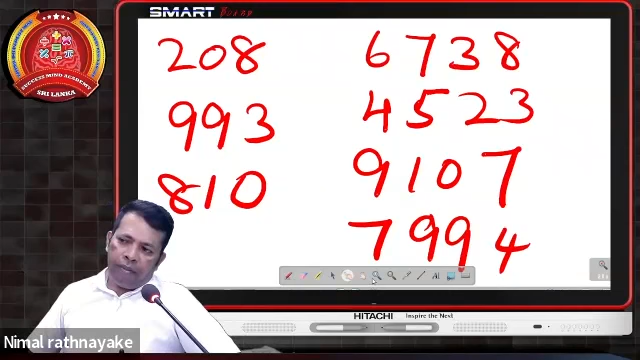 SMART Board
208 6738
993 4523
810 9107
7994
SUCCESS MIND ACADEMY
SRI LANKA
HITACHI Inspire the Next
Nimal rathnayake